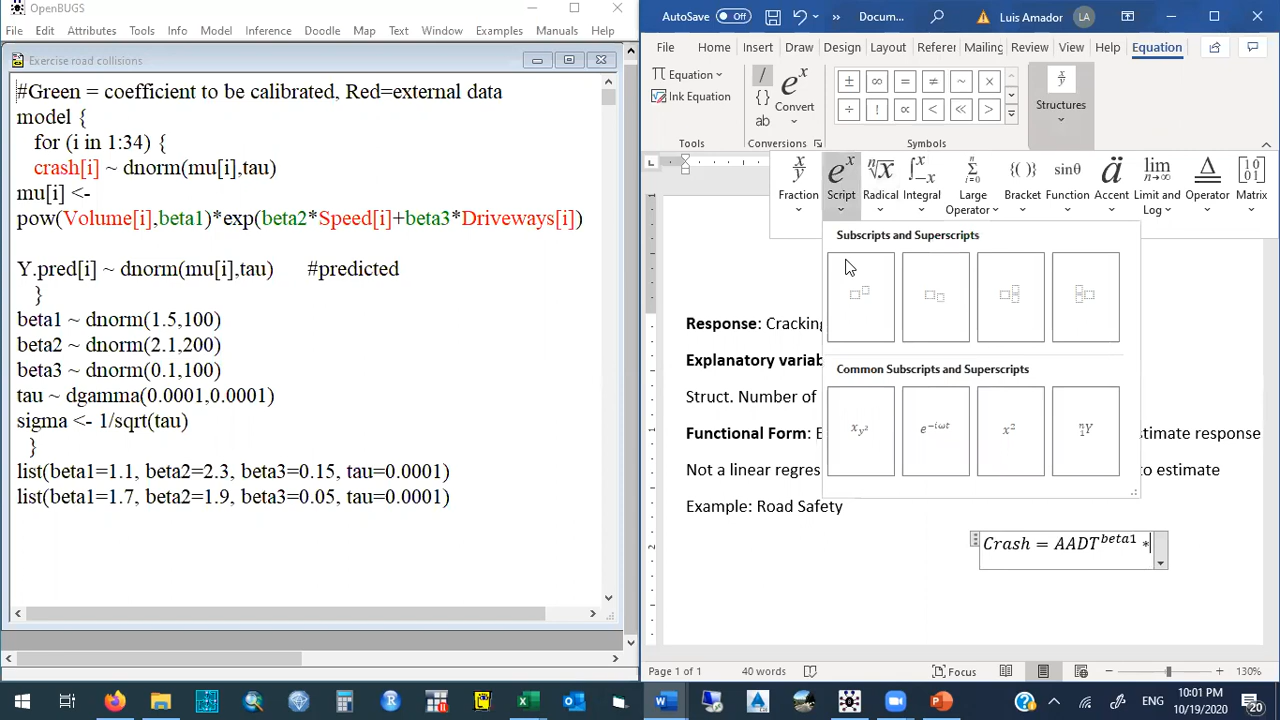 OpenBUGS
File Edit Attributes Tools Info Model Inference Doodle Map Text Window Examples Manuals Help
Exercise road collisions
#Green = coefficient to be calibrated, Red=external data
model {
for (i in 1:34) {
crash[i] ~ dnorm(mu[i],tau)
mu[i] <-
pow(Volume[i],beta1)*exp(beta2*Speed[i]+beta3*Driveways[i])
Y.pred[i] ~ dnorm(mu[i],tau) #predicted
}
beta1 ~ dnorm(1.5,100)
beta2 ~ dnorm(2.1,200)
beta3 ~ dnorm(0.1,100)
tau ~ dgamma(0.0001,0.0001)
sigma <- 1/sqrt(tau)
}
list(beta1=1.1, beta2=2.3, beta3=0.15, tau=0.0001)
list(beta1=1.7, beta2=1.9, beta3=0.05, tau=0.0001)
AutoSave Off Docum... Luis Amador LA
File Home Insert Draw Design Layout Referer Mailing Review View Help Equation
Equation
Ink Equation
Tools
{} ab
e^x Convert
Conversions
± ∞ = ≠ ~ ×
÷ ! ∝ < ≪ >
Symbols
Structures
Fraction Script Radical Integral Large Operator Bracket Function Accent Limit and Log Operator Matrix
Subscripts and Superscripts
Common Subscripts and Superscripts
x_{y^2} e^{-iωt} x^2 ^n_1Y
Response: Cracking
Explanatory variab
Struct. Number of
Functional Form: E stimate response
Not a linear regres to estimate
Example: Road Safety
Crash = AADT^{beta1} *
Page 1 of 1 40 words Focus 130%
ENG 10:01 PM 10/19/2020 20